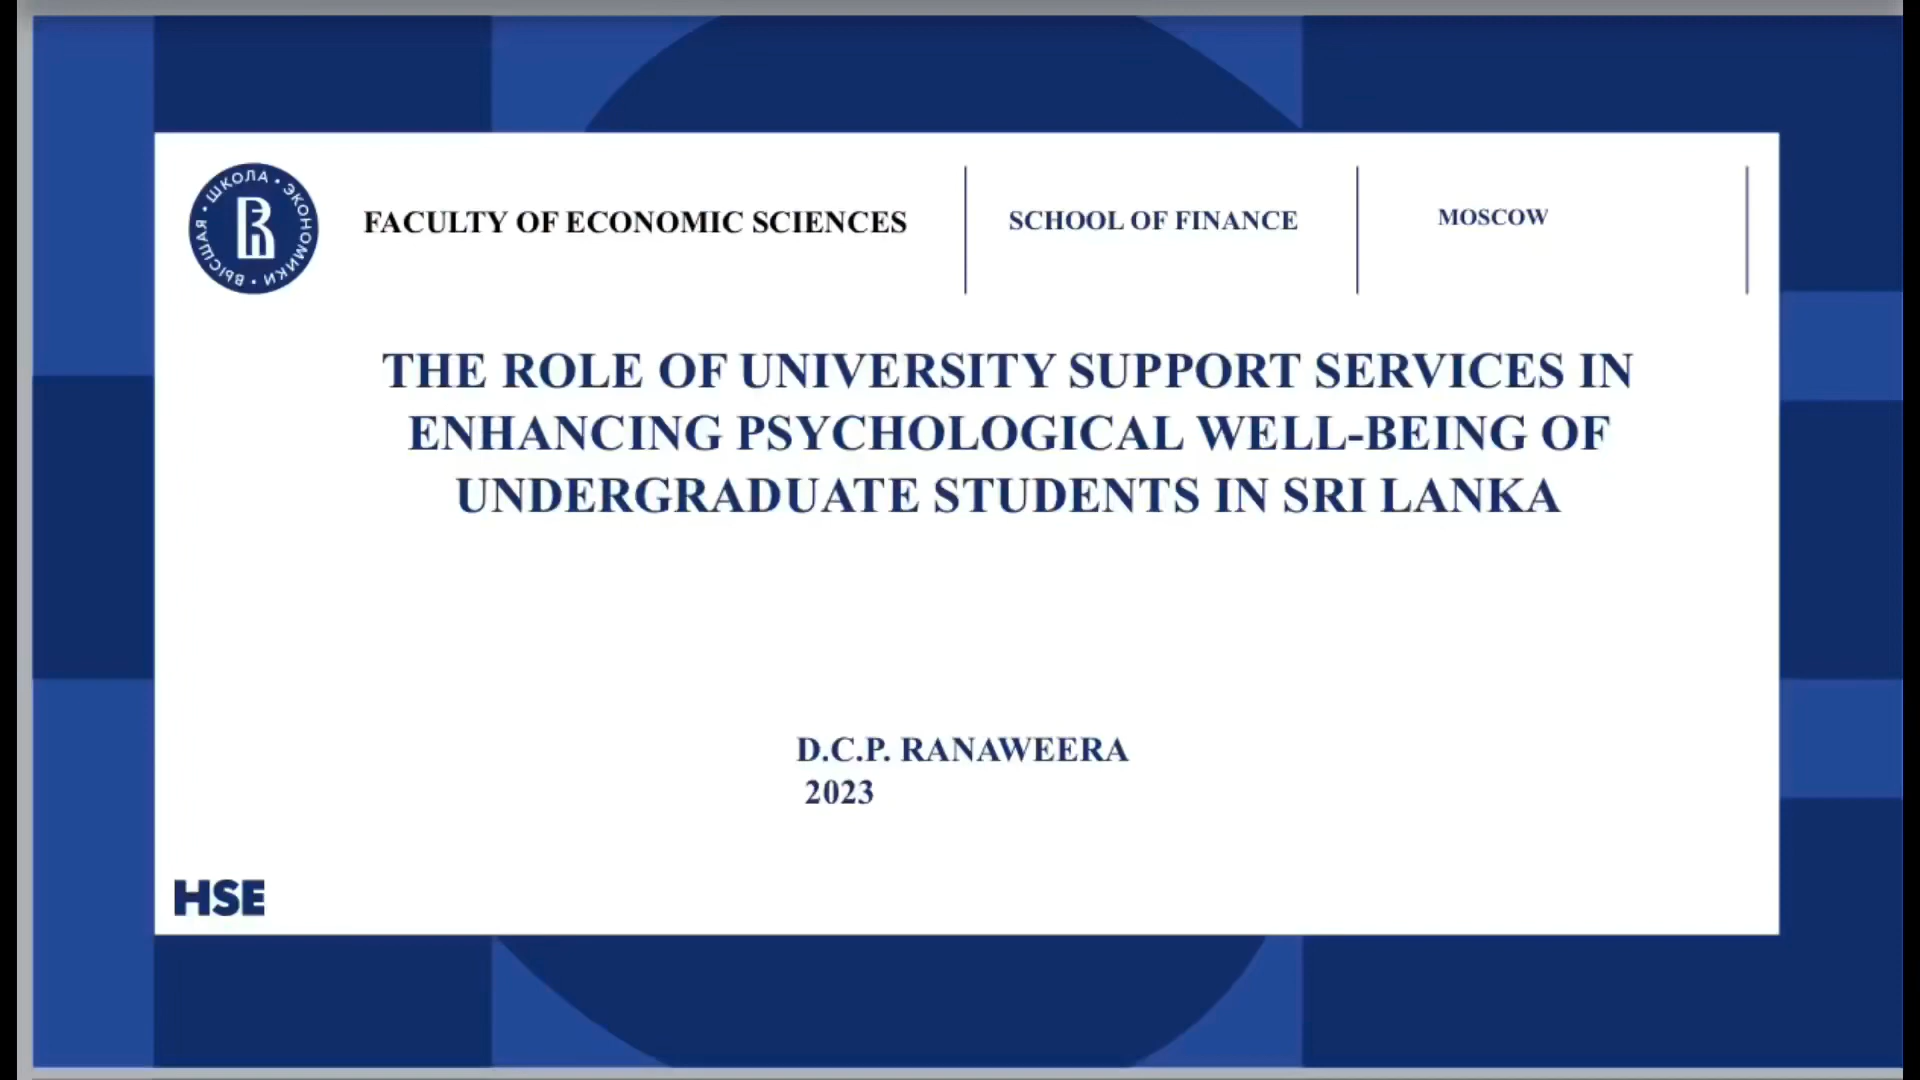 ВЫСШАЯ • ШКОЛА • ЭКОНОМИКИ •
FACULTY OF ECONOMIC SCIENCES
SCHOOL OF FINANCE
MOSCOW
THE ROLE OF UNIVERSITY SUPPORT SERVICES IN
ENHANCING PSYCHOLOGICAL WELL-BEING OF
UNDERGRADUATE STUDENTS IN SRI LANKA
D.C.P. RANAWEERA
2023
HSE